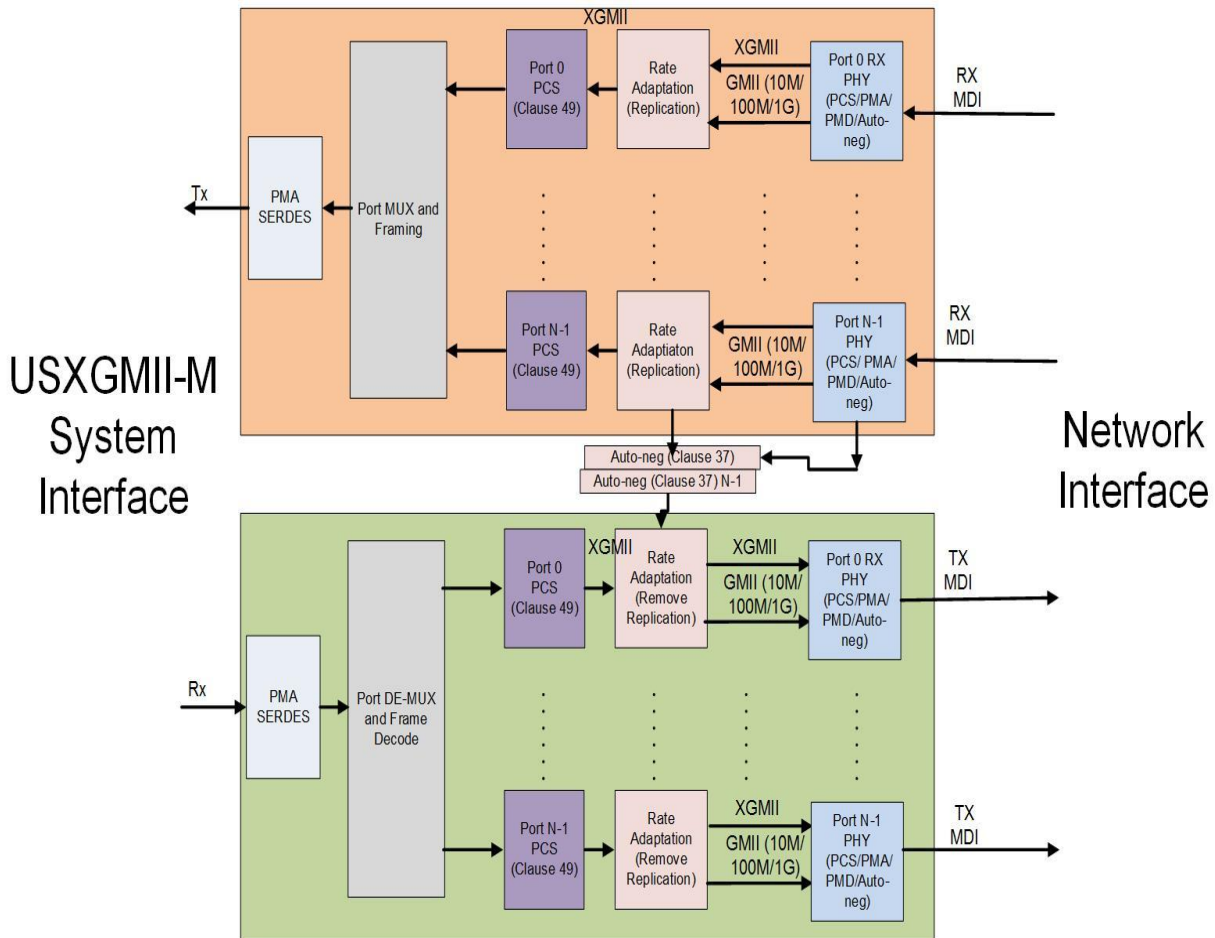 XGMII
Port 0
PCS
(Clause 49)
Rate
Adaptation
(Replication)
XGMII
GMII (10M/
100M/1G)
Port 0 RX
PHY
(PCS/PMA/
PMD/Auto-
neg)
RX
MDI
Tx
PMA
SERDES
Port MUX and
Framing
Port N-1
PCS
(Clause 49)
Rate
Adaptiaton
(Replication)
GMII (10M/
100M/1G)
Port N-1
PHY
(PCS/ PMA/
PMD/Auto-
neg)
RX
MDI
USXGMII-M
System
Interface
Network
Interface
Auto-neg (Clause 37)
Auto-neg (Clause 37) N-1
Rx
PMA
SERDES
Port DE-MUX
and Frame
Decode
Port 0
PCS
(Clause 49)
XGMII
Rate
Adaptation
(Remove
Replication)
XGMII
GMII (10M/
100M/1G)
Port 0 RX
PHY
(PCS/PMA/
PMD/Auto-
neg)
TX
MDI
Port N-1
PCS
(Clause 49)
Rate
Adaptation
(Remove
Replication)
XGMII
GMII (10M/
100M/1G)
Port N-1
PHY
(PCS/PMA/
PMD/Auto-
neg)
TX
MDI